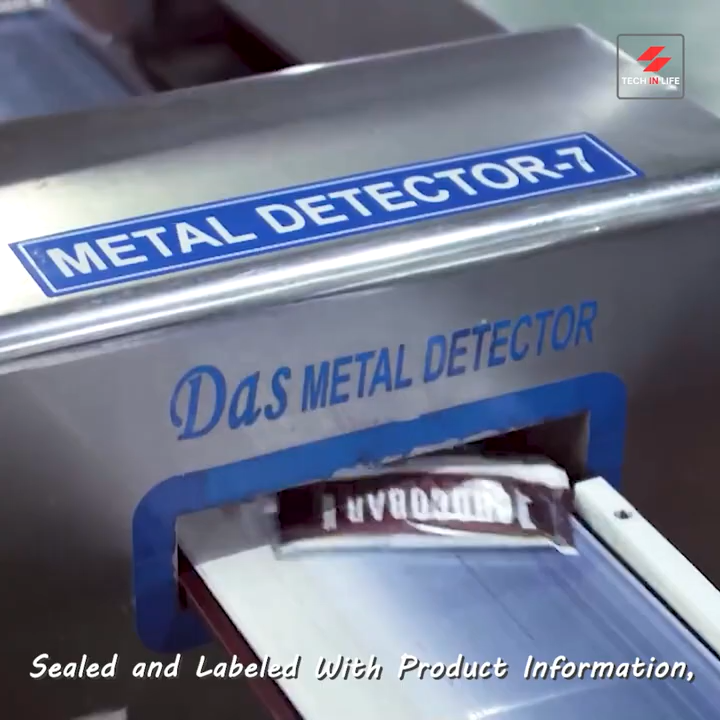 TECH IN LIFE
METAL DETECTOR-7
Das METAL DETECTOR
Sealed and Labeled With Product Information,